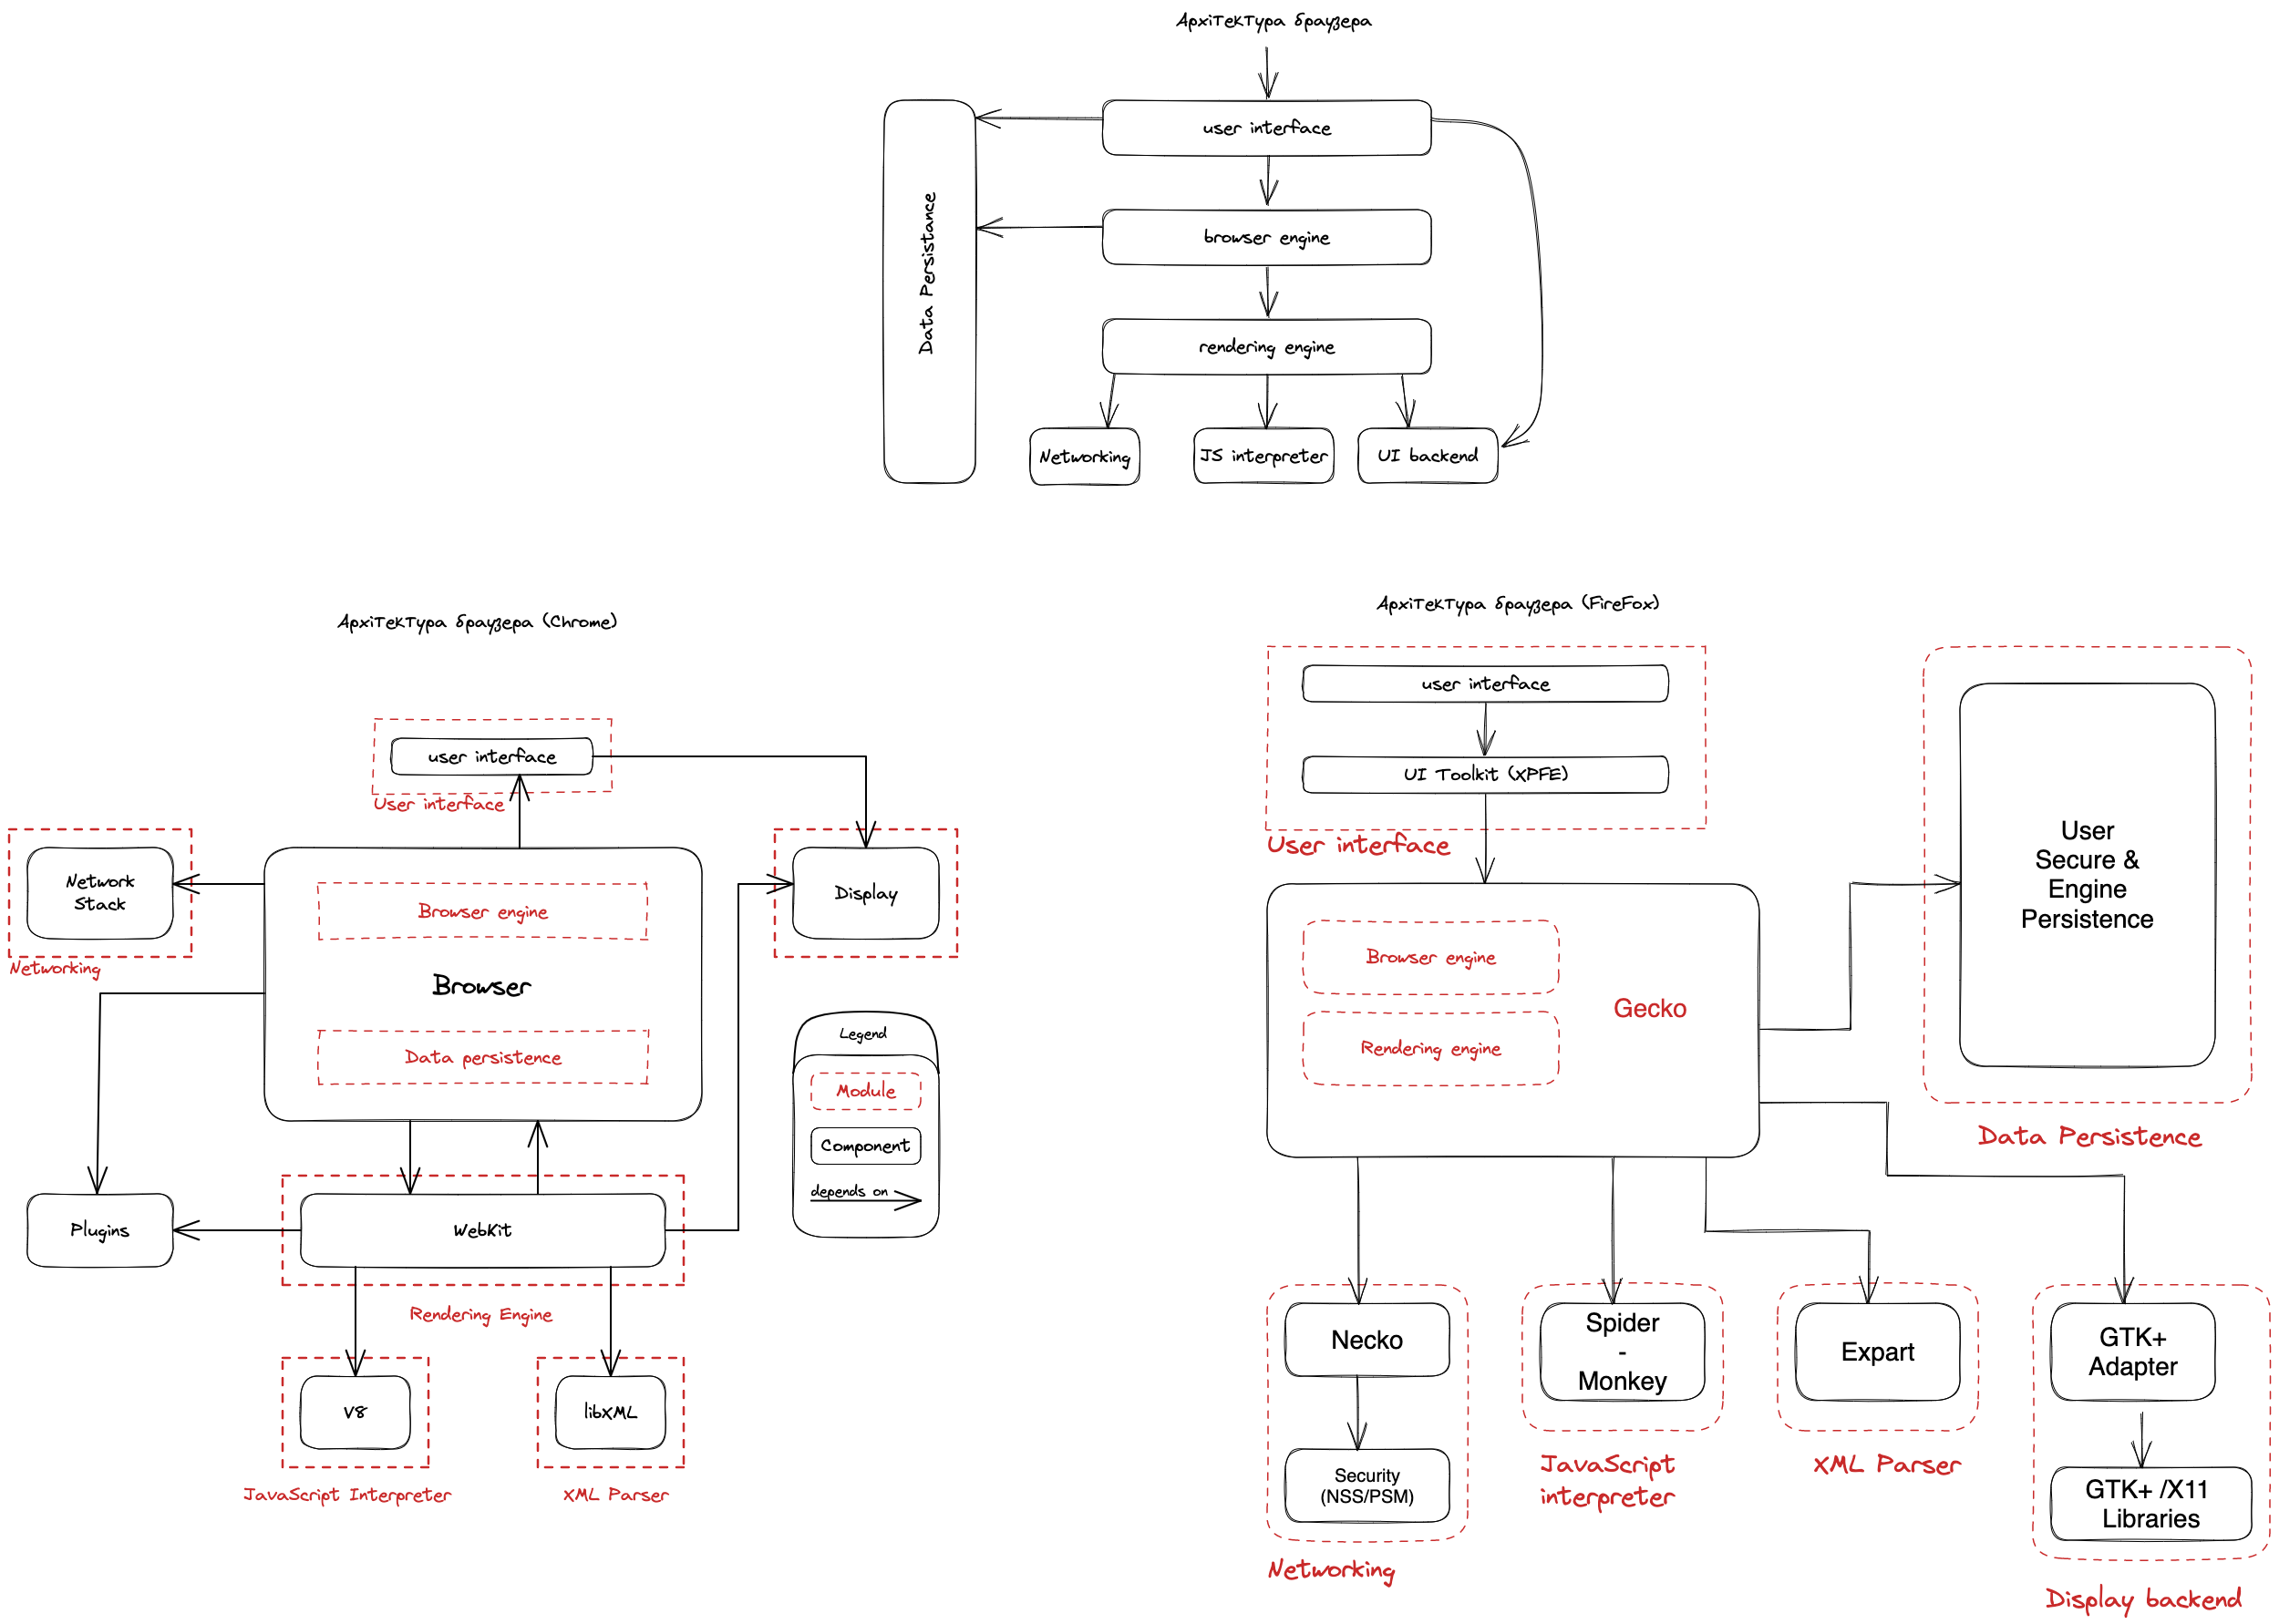 Архітектура браузера
user interface
Data Persistance
browser engine
rendering engine
Networking
JS interpreter
UI backend
Архітектура браузера (Chrome)
user interface
User interface
Network
Stack
Networking
Browser engine
Browser
Data persistence
Display
Legend
Module
Component
depends on
Plugins
WebKit
Rendering Engine
V8
libXML
JavaScript Interpreter
XML Parser
Архітектура браузера (FireFox)
user interface
UI Toolkit (XPFE)
User interface
Browser engine
Gecko
Rendering engine
User
Secure &
Engine
Persistence
Data Persistence
Necko
Security
(NSS/PSM)
Networking
Spider
-
Monkey
JavaScript
interpreter
Expart
XML Parser
GTK+
Adapter
GTK+ /X11
Libraries
Display backend